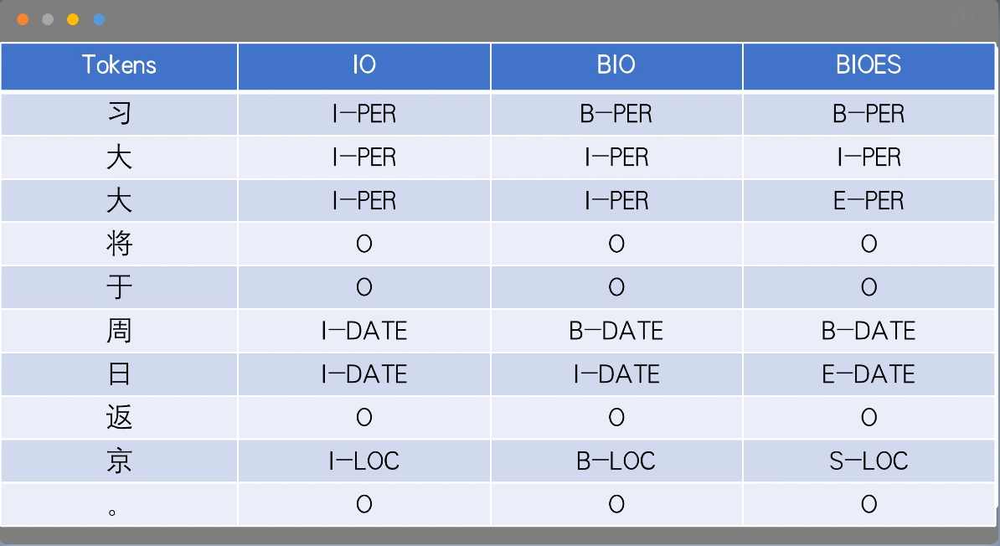 Tokens IO BIO BIOES
习 I-PER B-PER B-PER
大 I-PER I-PER I-PER
大 I-PER I-PER E-PER
将 O O O
于 O O O
周 I-DATE B-DATE B-DATE
日 I-DATE I-DATE E-DATE
返 O O O
京 I-LOC B-LOC S-LOC
。 O O O